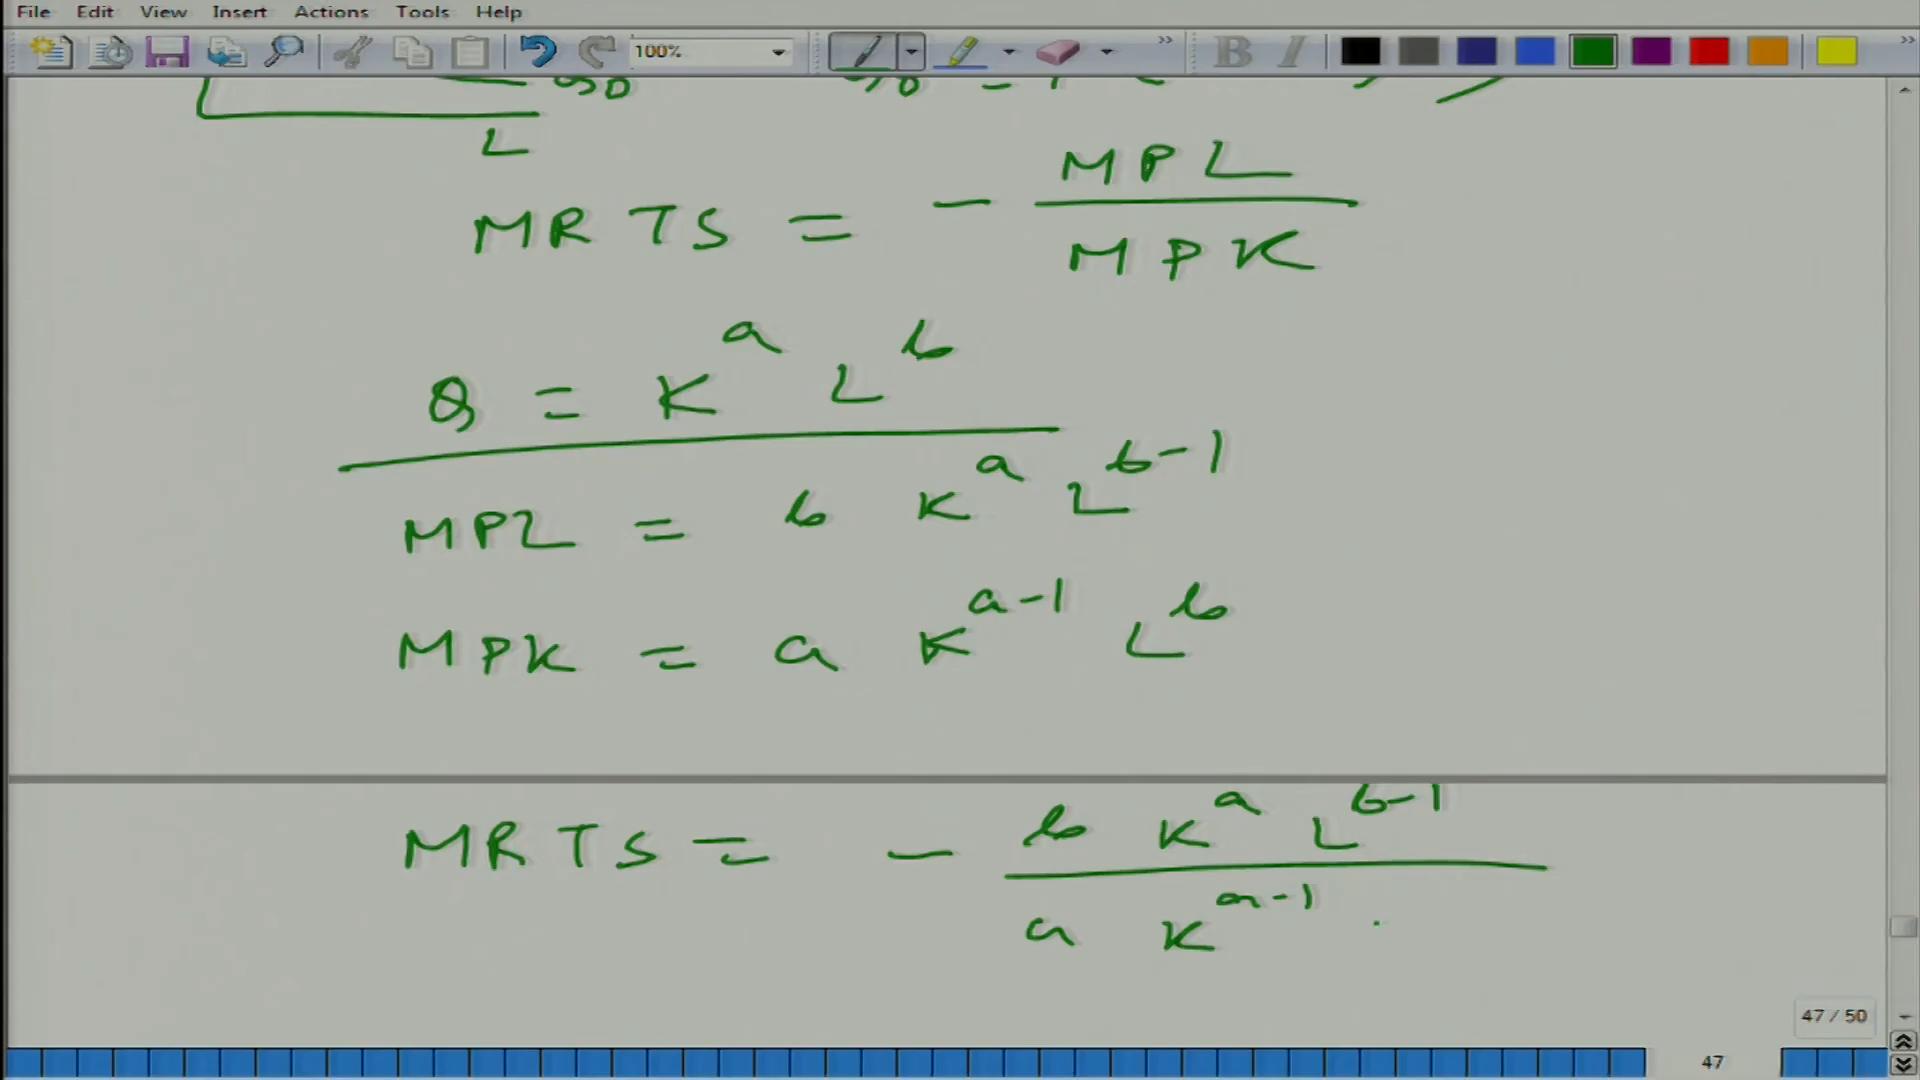 File Edit View Insert Actions Tools Help
100%
L
MRTS = - MPL / MPK
Q = K^a L^b
MPL = b K^a L^b-1
MPK = a K^a-1 L^b
MRTS = - b K^a L^b-1 / a K^a-1
47 / 50
47